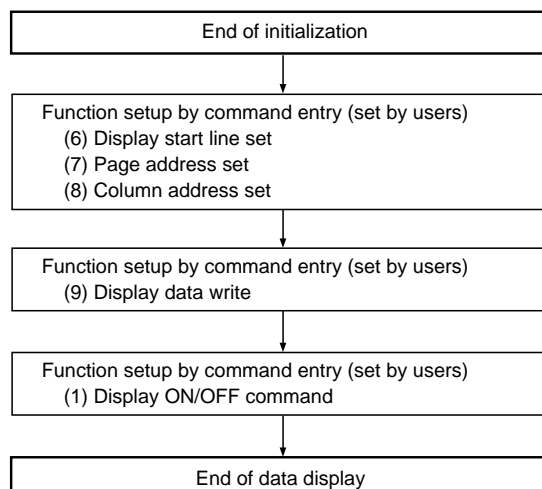 End of initialization
Function setup by command entry (set by users)
(6) Display start line set
(7) Page address set
(8) Column address set
Function setup by command entry (set by users)
(9) Display data write
Function setup by command entry (set by users)
(1) Display ON/OFF command
End of data display